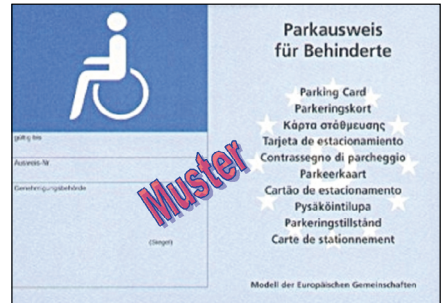 gültig bis
Ausweis-Nr.
Genehmigungsbehörde
(Siegel)
Muster
Parkausweis
für Behinderte
Parking Card
Parkeringskort
Κάρτα στάθμευσης
Tarjeta de estacionamiento
Contrassegno di parcheggio
Parkeerkaart
Cartão de estacionamento
Pysäköintilupa
Parkeringstillstånd
Carte de stationnement
Modell der Europäischen Gemeinschaften